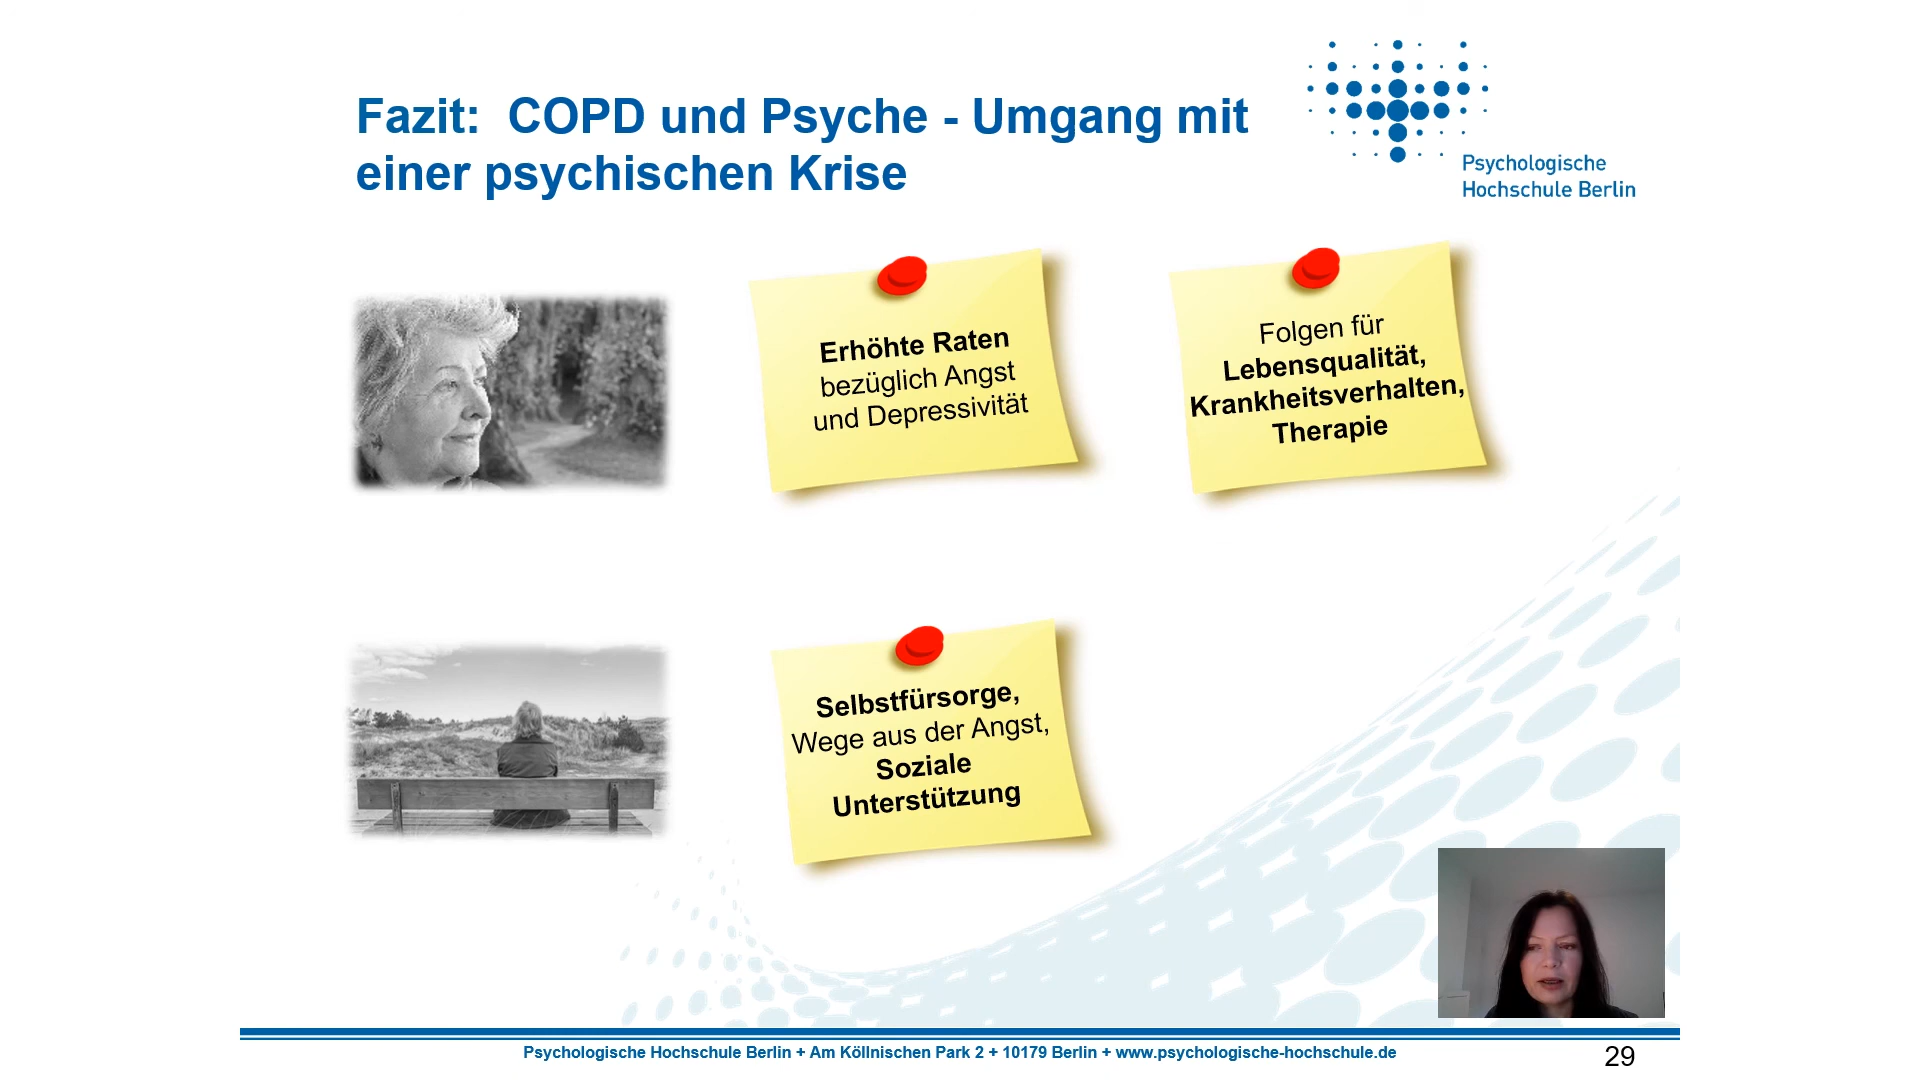 Fazit: COPD und Psyche - Umgang mit
einer psychischen Krise
Psychologische
Hochschule Berlin
Erhöhte Raten
bezüglich Angst
und Depressivität
Folgen für
Lebensqualität,
Krankheitsverhalten,
Therapie
Selbstfürsorge,
Wege aus der Angst,
Soziale
Unterstützung
Psychologische Hochschule Berlin + Am Köllnischen Park 2 + 10179 Berlin + www.psychologische-hochschule.de
29